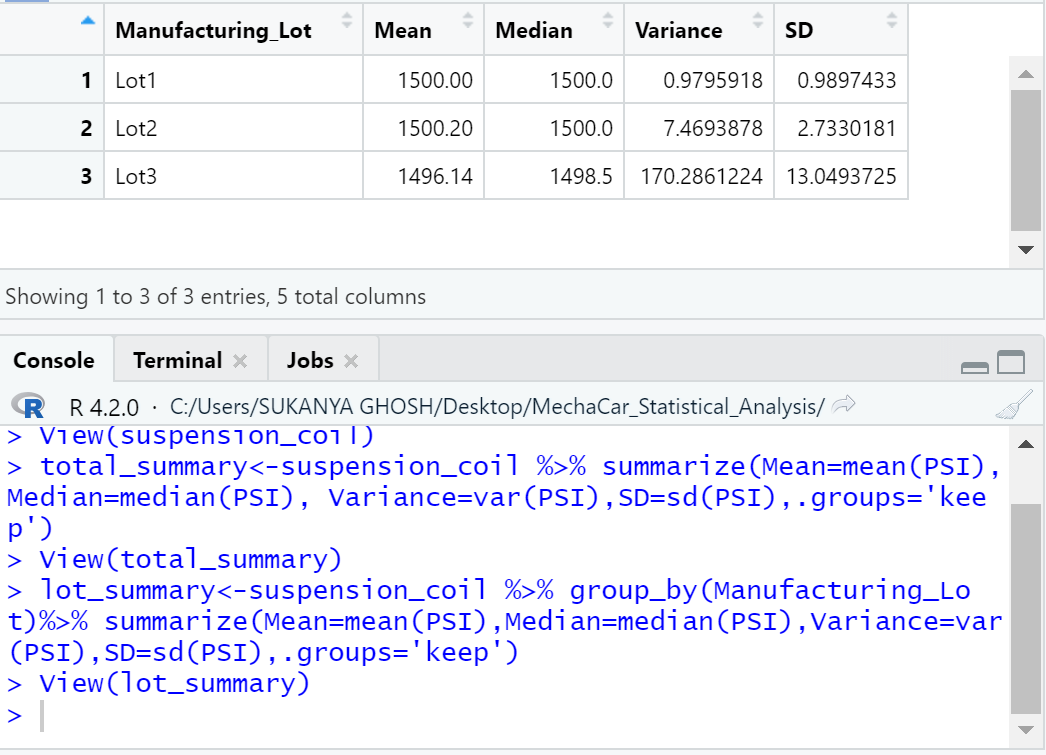 Manufacturing_Lot Mean Median Variance SD
1 Lot1 1500.00 1500.0 0.9795918 0.9897433
2 Lot2 1500.20 1500.0 7.4693878 2.7330181
3 Lot3 1496.14 1498.5 170.2861224 13.0493725
Showing 1 to 3 of 3 entries, 5 total columns
Console Terminal Jobs
R R 4.2.0 · C:/Users/SUKANYA GHOSH/Desktop/MechaCar_Statistical_Analysis/
> View(suspension_coil)
> total_summary<-suspension_coil %>% summarize(Mean=mean(PSI),
Median=median(PSI), Variance=var(PSI),SD=sd(PSI),.groups='kee
p')
> View(total_summary)
> lot_summary<-suspension_coil %>% group_by(Manufacturing_Lo
t)%>% summarize(Mean=mean(PSI),Median=median(PSI),Variance=var
(PSI),SD=sd(PSI),.groups='keep')
> View(lot_summary)
>